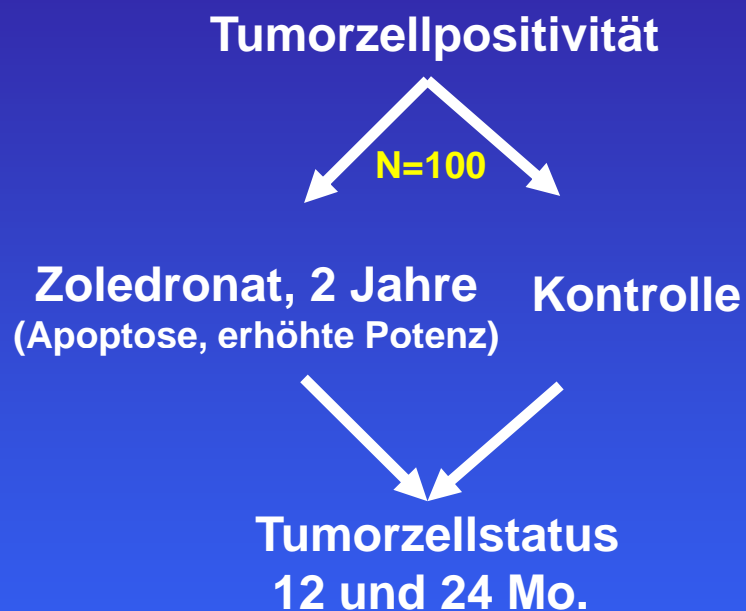 Tumorzellpositivität
N=100
Zoledronat, 2 Jahre
(Apoptose, erhöhte Potenz)
Kontrolle
Tumorzellstatus
12 und 24 Mo.